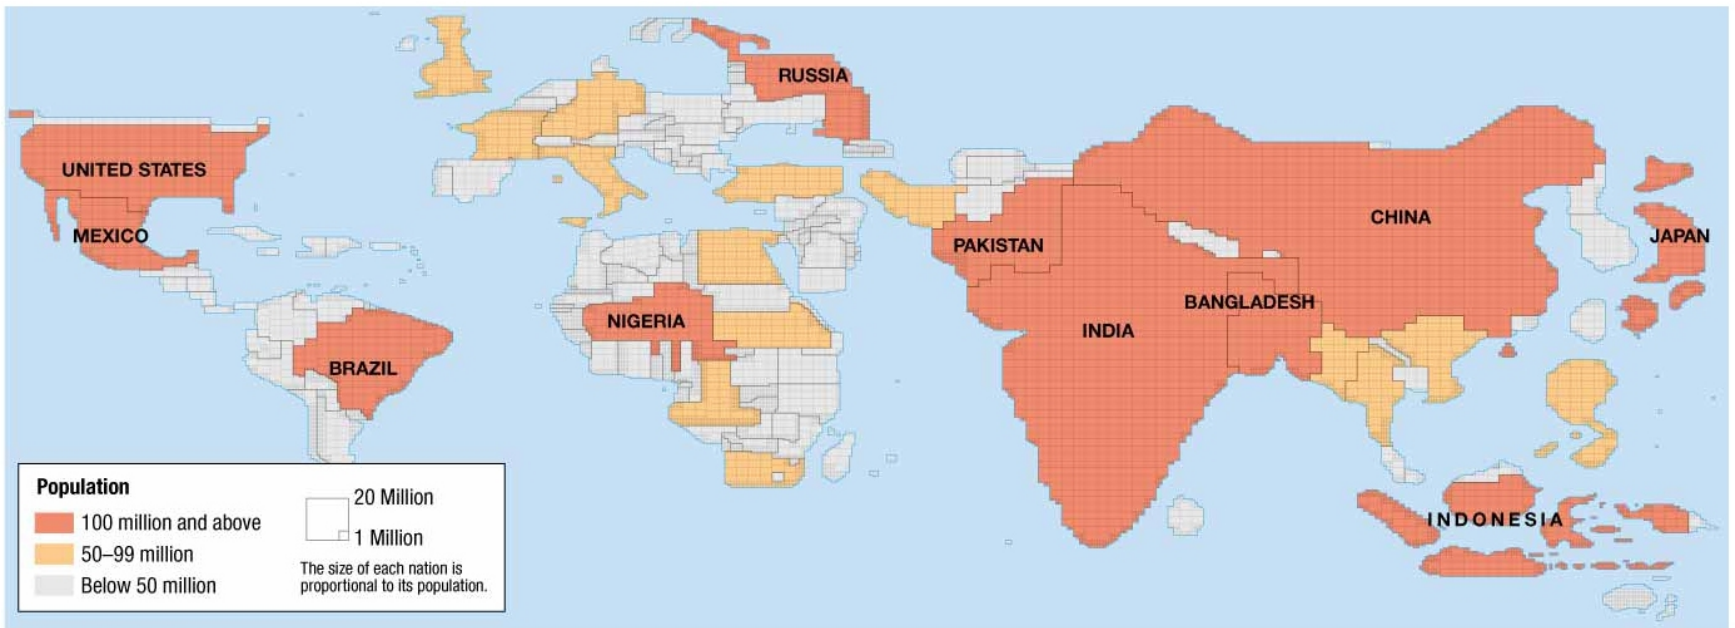 RUSSIA
UNITED STATES
MEXICO
CHINA
PAKISTAN
JAPAN
BANGLADESH
NIGERIA
INDIA
BRAZIL
INDONESIA
Population
100 million and above
50–99 million
Below 50 million
20 Million
1 Million
The size of each nation is
proportional to its population.